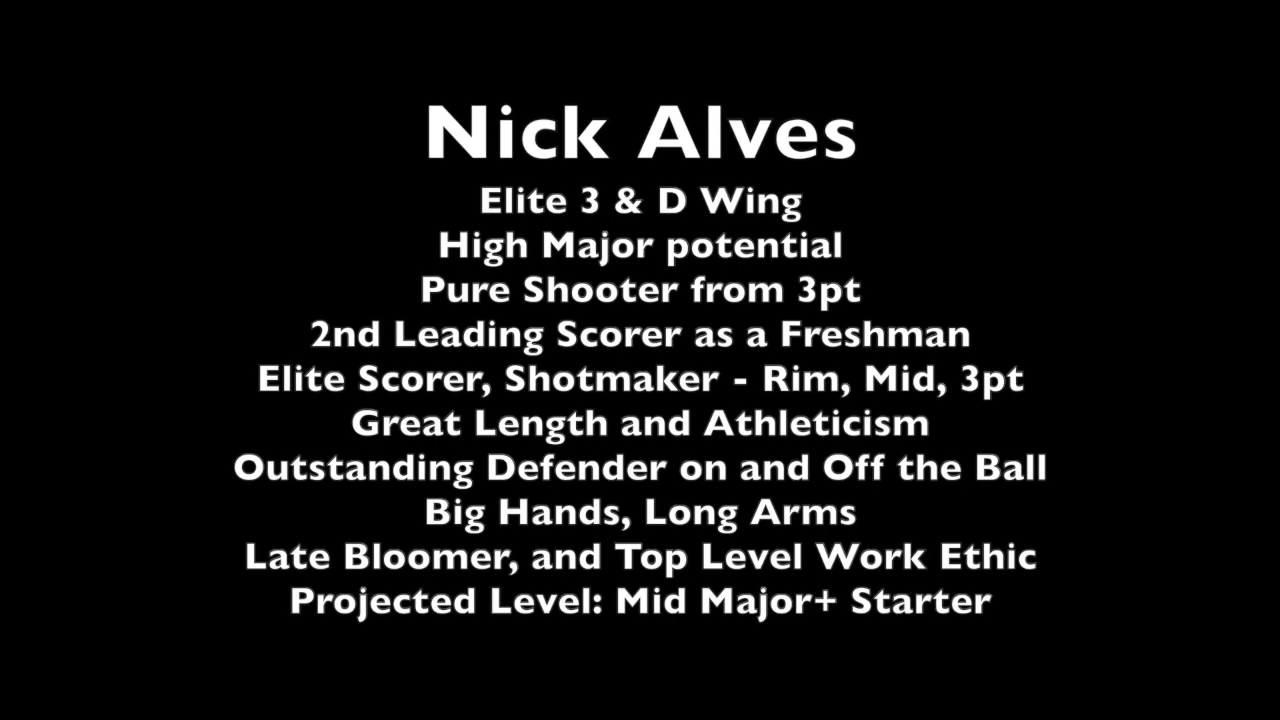 Nick Alves
Elite 3 & D Wing
High Major potential
Pure Shooter from 3pt
2nd Leading Scorer as a Freshman
Elite Scorer, Shotmaker - Rim, Mid, 3pt
Great Length and Athleticism
Outstanding Defender on and Off the Ball
Big Hands, Long Arms
Late Bloomer, and Top Level Work Ethic
Projected Level: Mid Major+ Starter